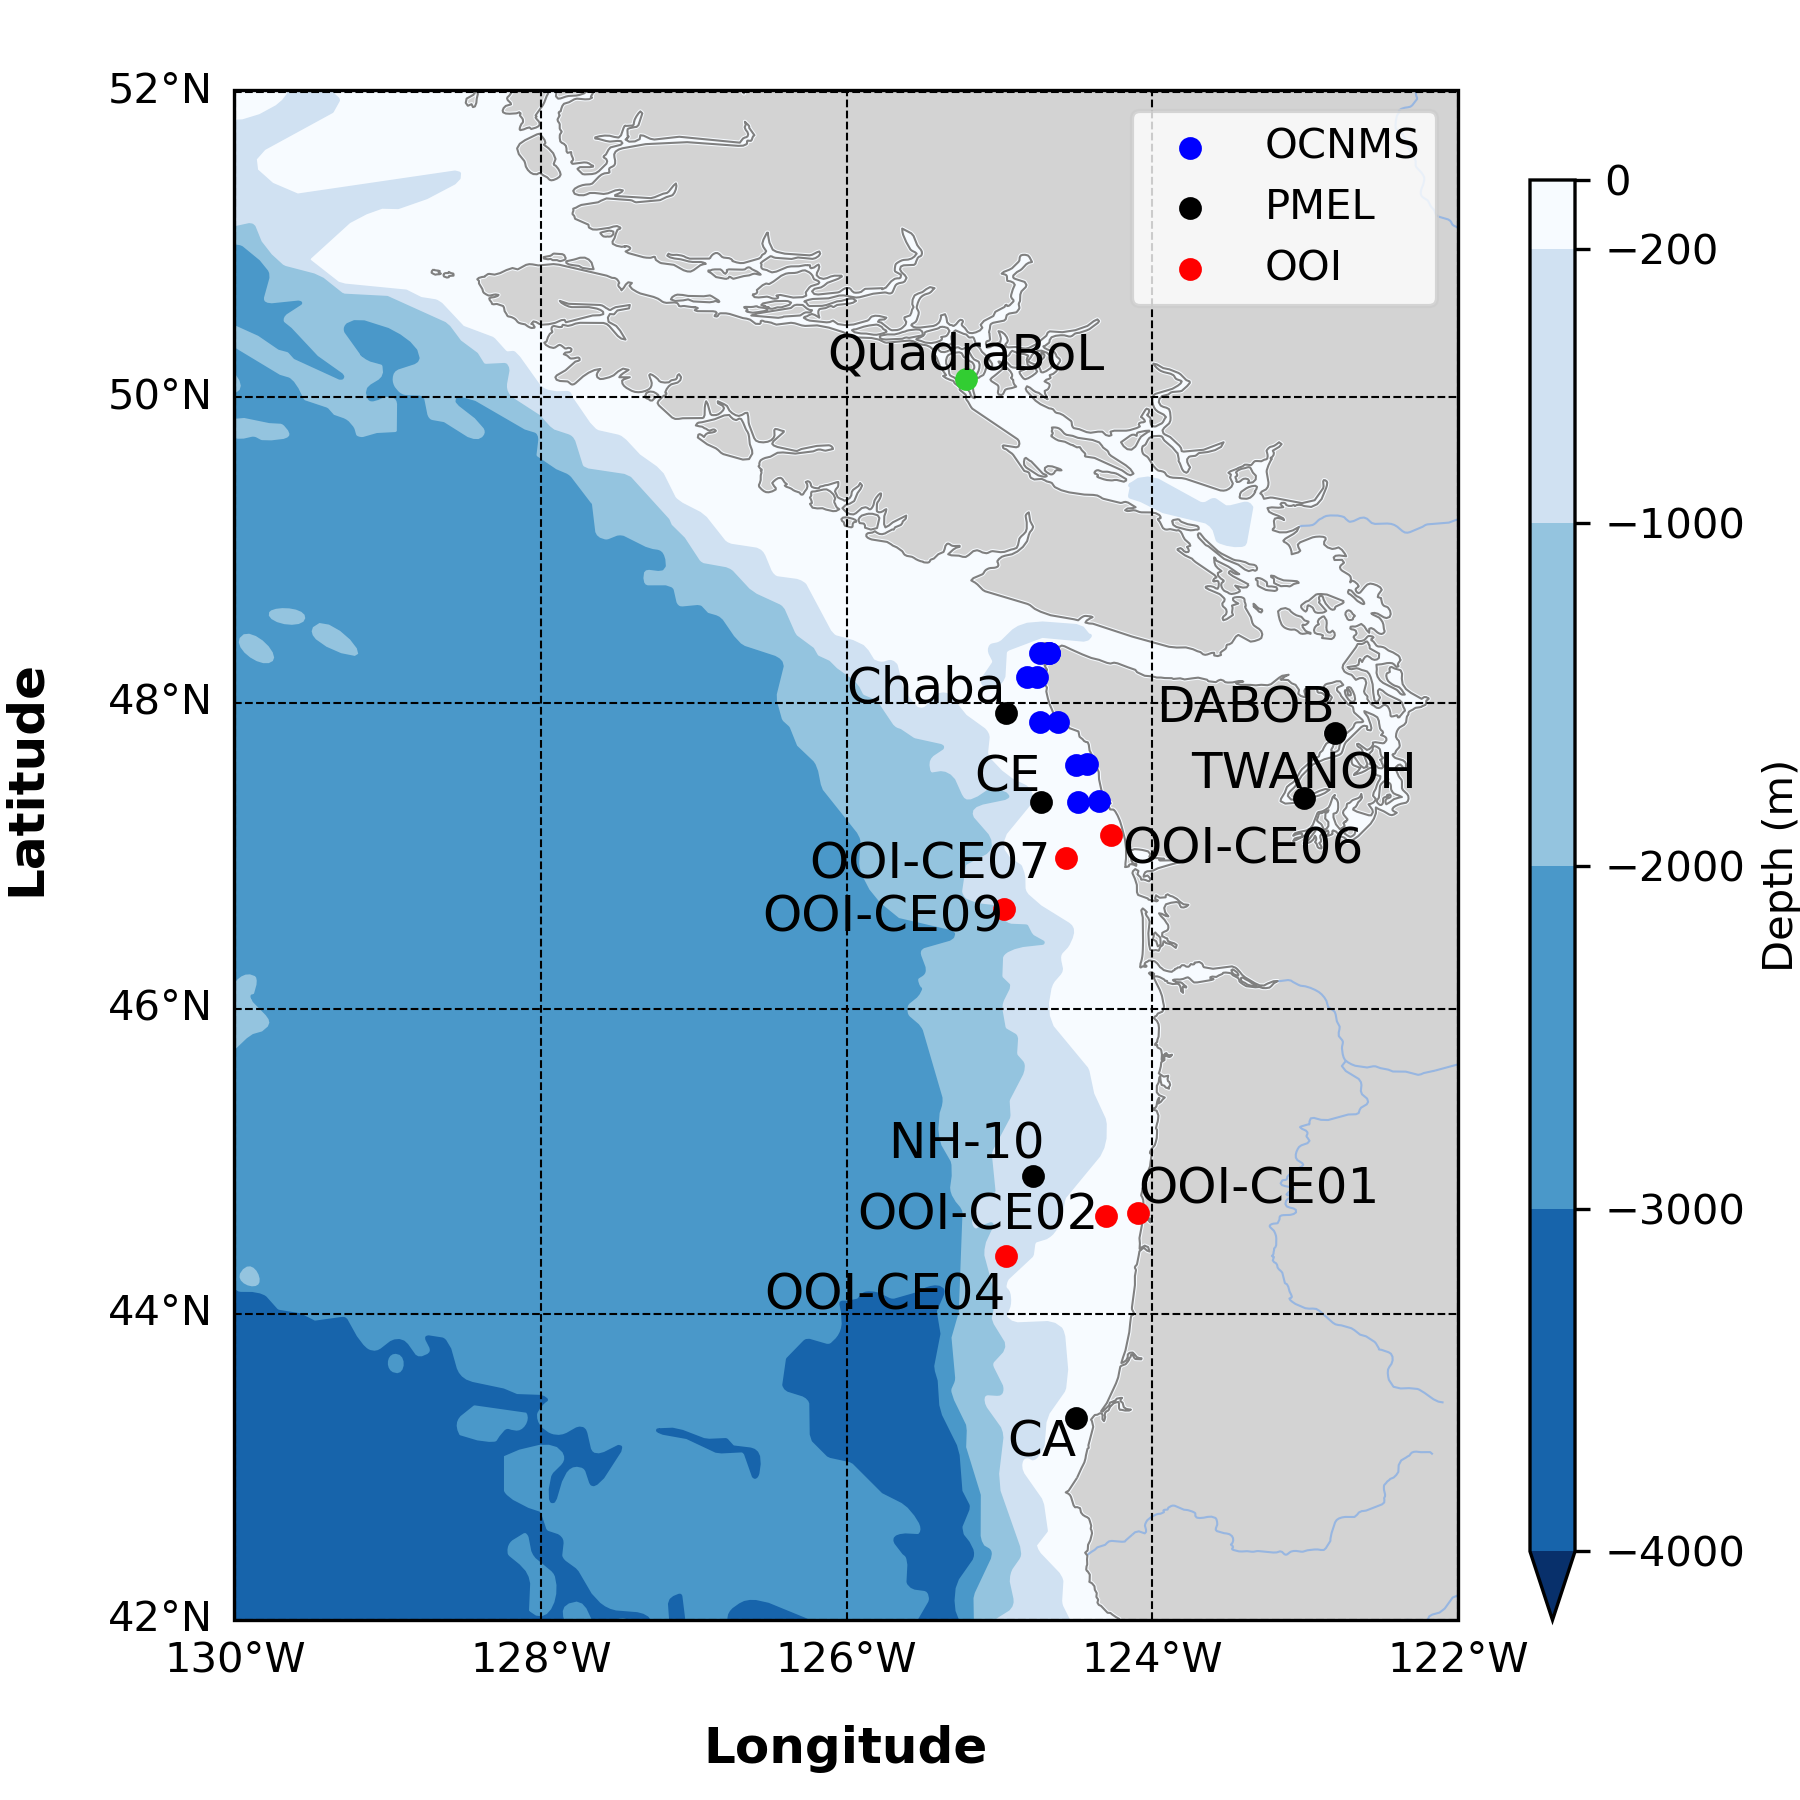 52°N
50°N
48°N
46°N
44°N
42°N
Latitude
130°W
128°W
126°W
124°W
122°W
Longitude
OCNMS
PMEL
OOI
QuadraBoL
Chaba
DABOB
CE
TWANOH
OOI-CE06
OOI-CE07
OOI-CE09
NH-10
OOI-CE01
OOI-CE02
OOI-CE04
CA
0
−200
−1000
−2000
−3000
−4000
Depth (m)